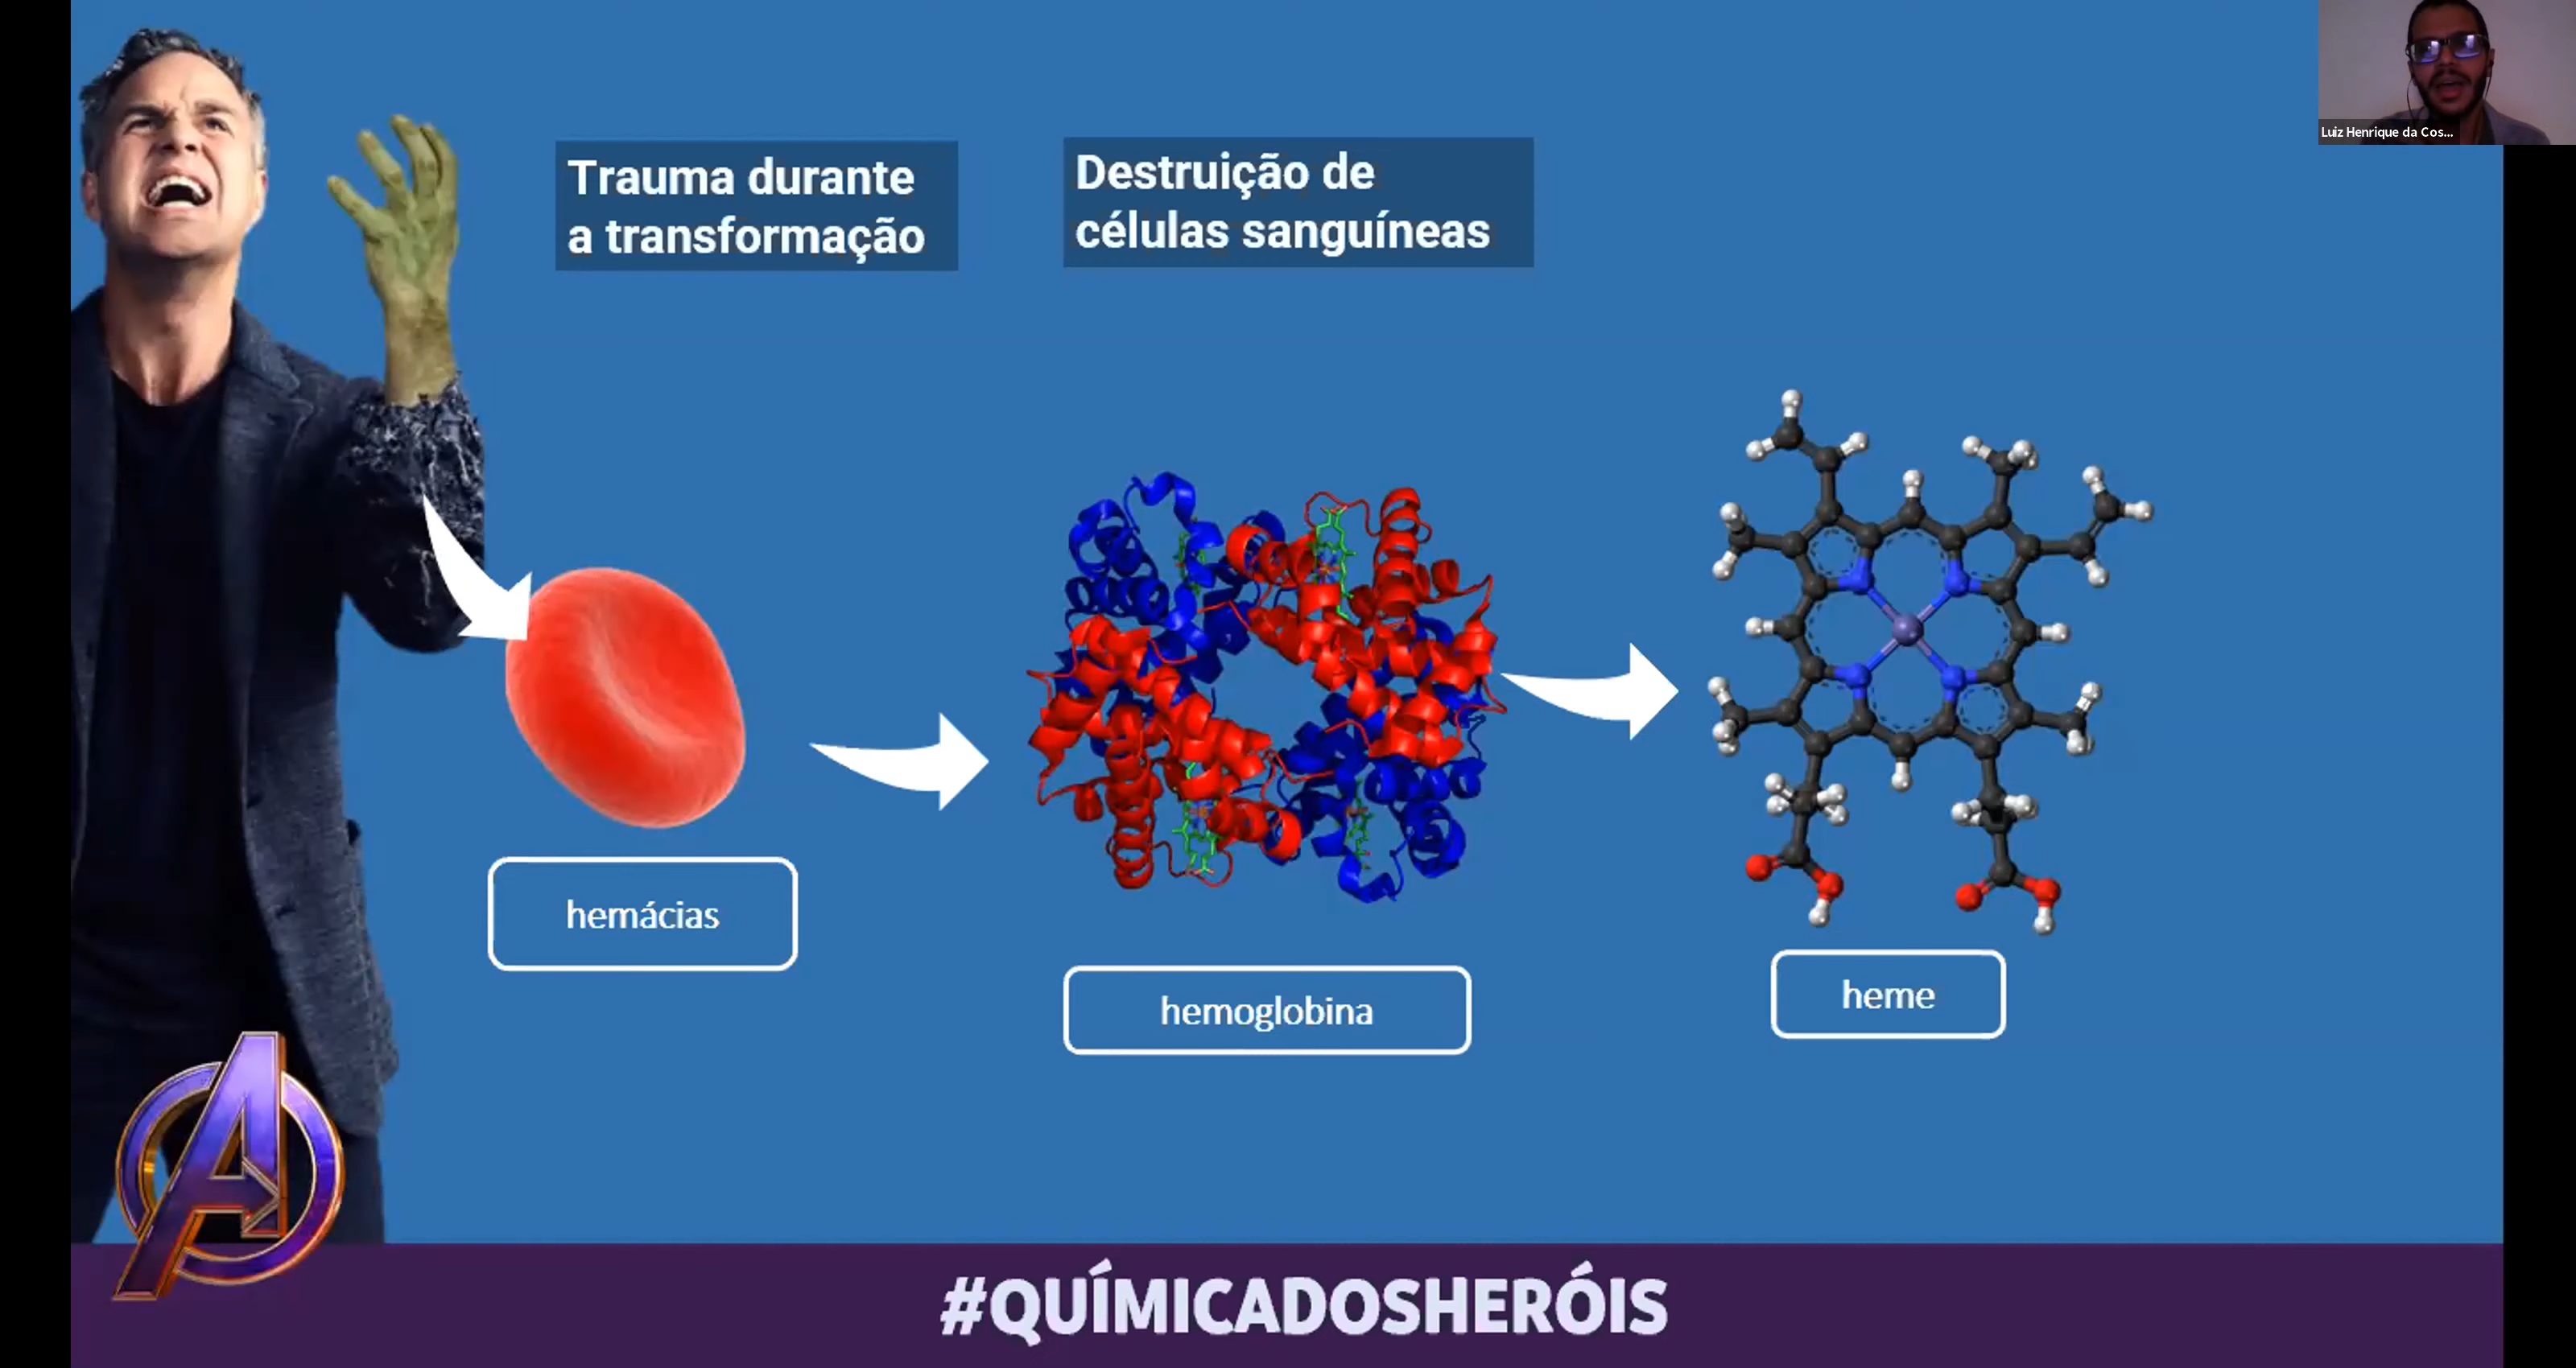 Luiz Henrique da Cos...
Trauma durante
a transformação
Destruição de
células sanguíneas
hemácias
hemoglobina
heme
#QUÍMICADOSHERÓIS